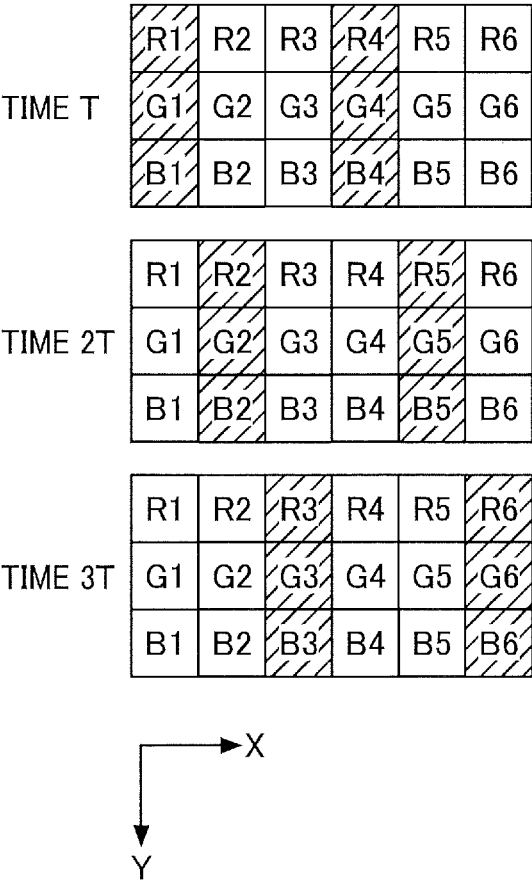 R1 R2 R3 R4 R5 R6
TIME T G1 G2 G3 G4 G5 G6
B1 B2 B3 B4 B5 B6
R1 R2 R3 R4 R5 R6
TIME 2T G1 G2 G3 G4 G5 G6
B1 B2 B3 B4 B5 B6
R1 R2 R3 R4 R5 R6
TIME 3T G1 G2 G3 G4 G5 G6
B1 B2 B3 B4 B5 B6
X
Y